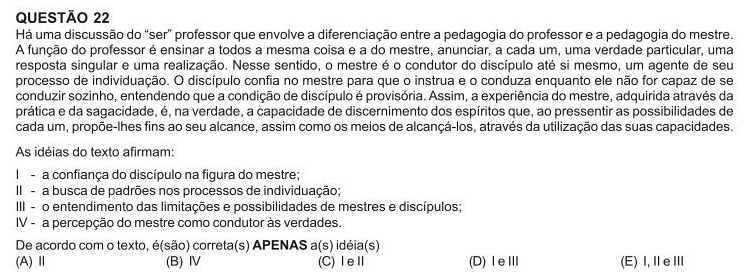 QUESTÃO 22
Há uma discussão do “ser” professor que envolve a diferenciação entre a pedagogia do professor e a pedagogia do mestre.
A função do professor é ensinar a todos a mesma coisa e a do mestre, anunciar, a cada um, uma verdade particular, uma
resposta singular e uma realização. Nesse sentido, o mestre é o condutor do discípulo até si mesmo, um agente de seu
processo de individuação. O discípulo confia no mestre para que o instrua e o conduza enquanto ele não for capaz de se
conduzir sozinho, entendendo que a condição de discípulo é provisória. Assim, a experiência do mestre, adquirida através da
prática e da sagacidade, é, na verdade, a capacidade de discernimento dos espíritos que, ao pressentir as possibilidades de
cada um, propõe-lhes fins ao seu alcance, assim como os meios de alcançá-los, através da utilização das suas capacidades.
As idéias do texto afirmam:
I - a confiança do discípulo na figura do mestre;
II - a busca de padrões nos processos de individuação;
III - o entendimento das limitações e possibilidades de mestres e discípulos;
IV - a percepção do mestre como condutor às verdades.
De acordo com o texto, é(são) correta(s) APENAS a(s) idéia(s)
(A) II (B) IV (C) I e II (D) I e III (E) I, II e III